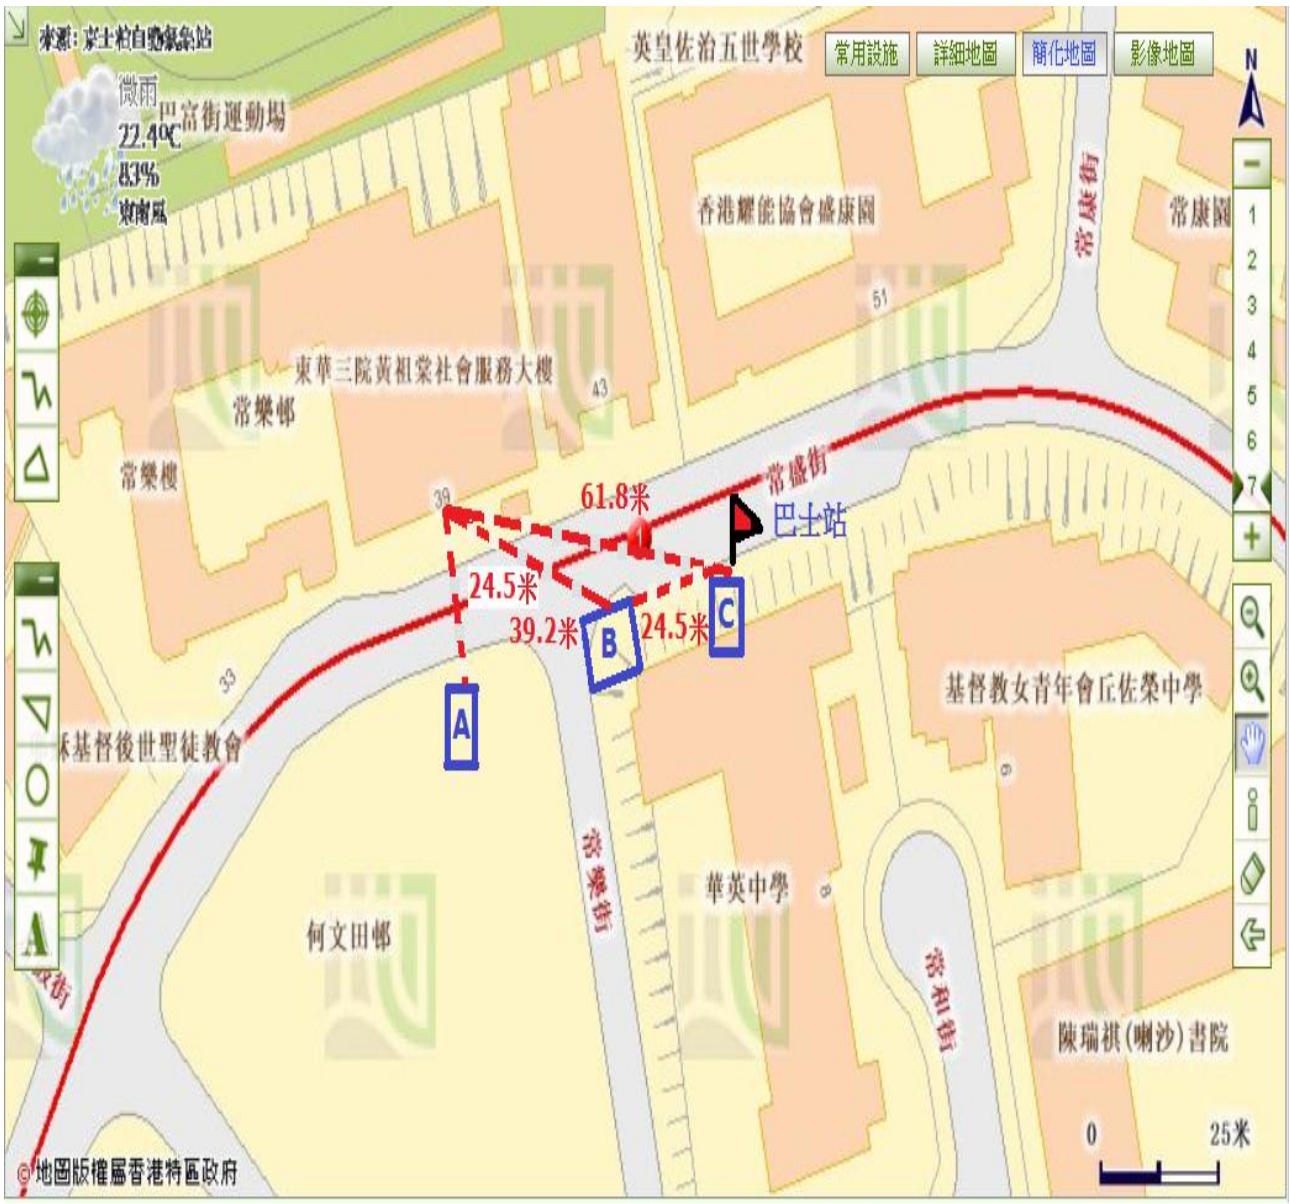 來源: 京士柏自動氣象站
微雨
22.4°C
83%
東南風
巴富街運動場
英皇佐治五世學校
常用設施
詳細地圖
簡化地圖
影像地圖
N
香港耀能協會盛康園
常康街
常康園
1
2
3
4
5
6
7
51
東華三院黃祖棠社會服務大樓
43
常樂邨
常樂樓
39
61.8米
常盛街
巴士站
24.5米
39.2米
24.5米
A
B
C
33
基督後世聖徒教會
基督教女青年會丘佐榮中學
6
常樂街
華英中學
8
何文田邨
常和街
街
陳瑞祺(喇沙)書院
0
25米
©地圖版權屬香港特區政府